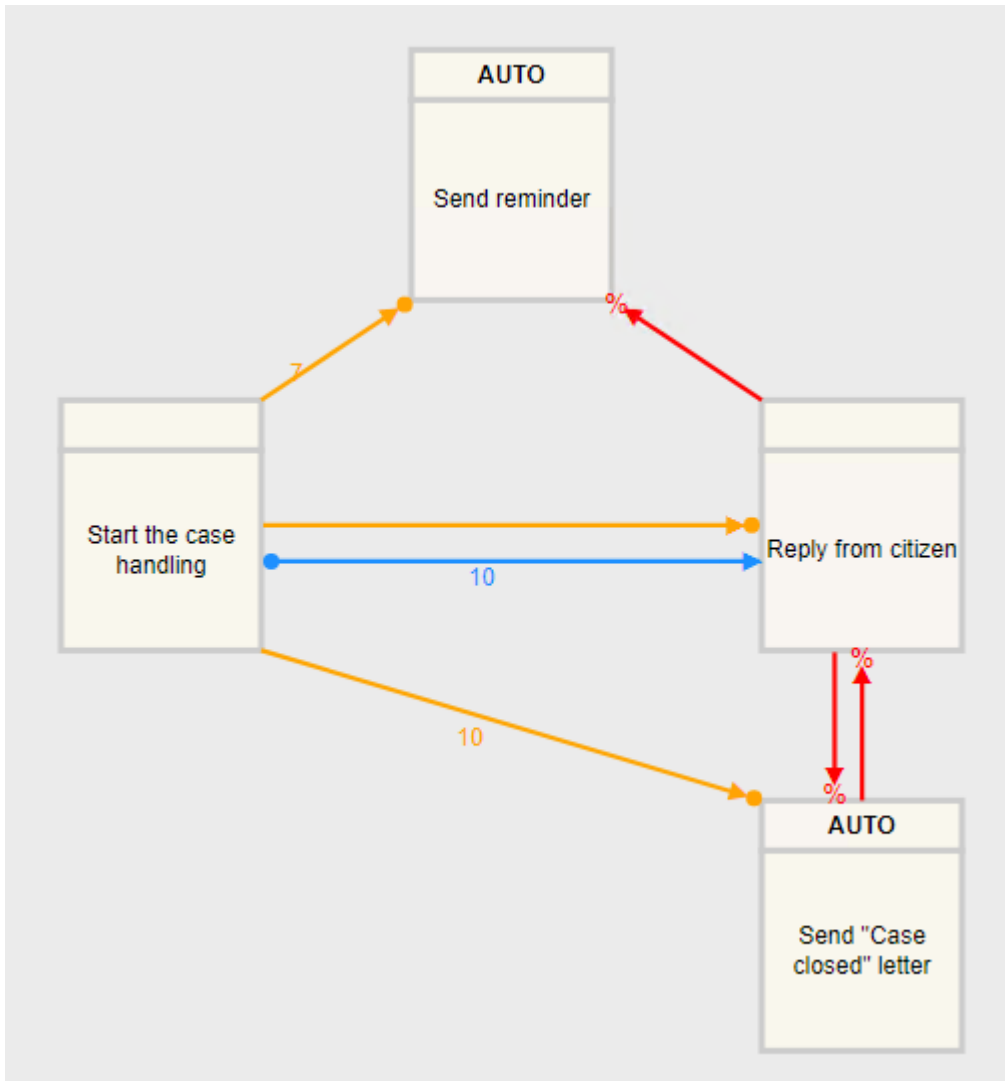 AUTO
Send reminder
%
7
Start the case
handling
10
Reply from citizen
%
10
%
AUTO
Send "Case
closed" letter